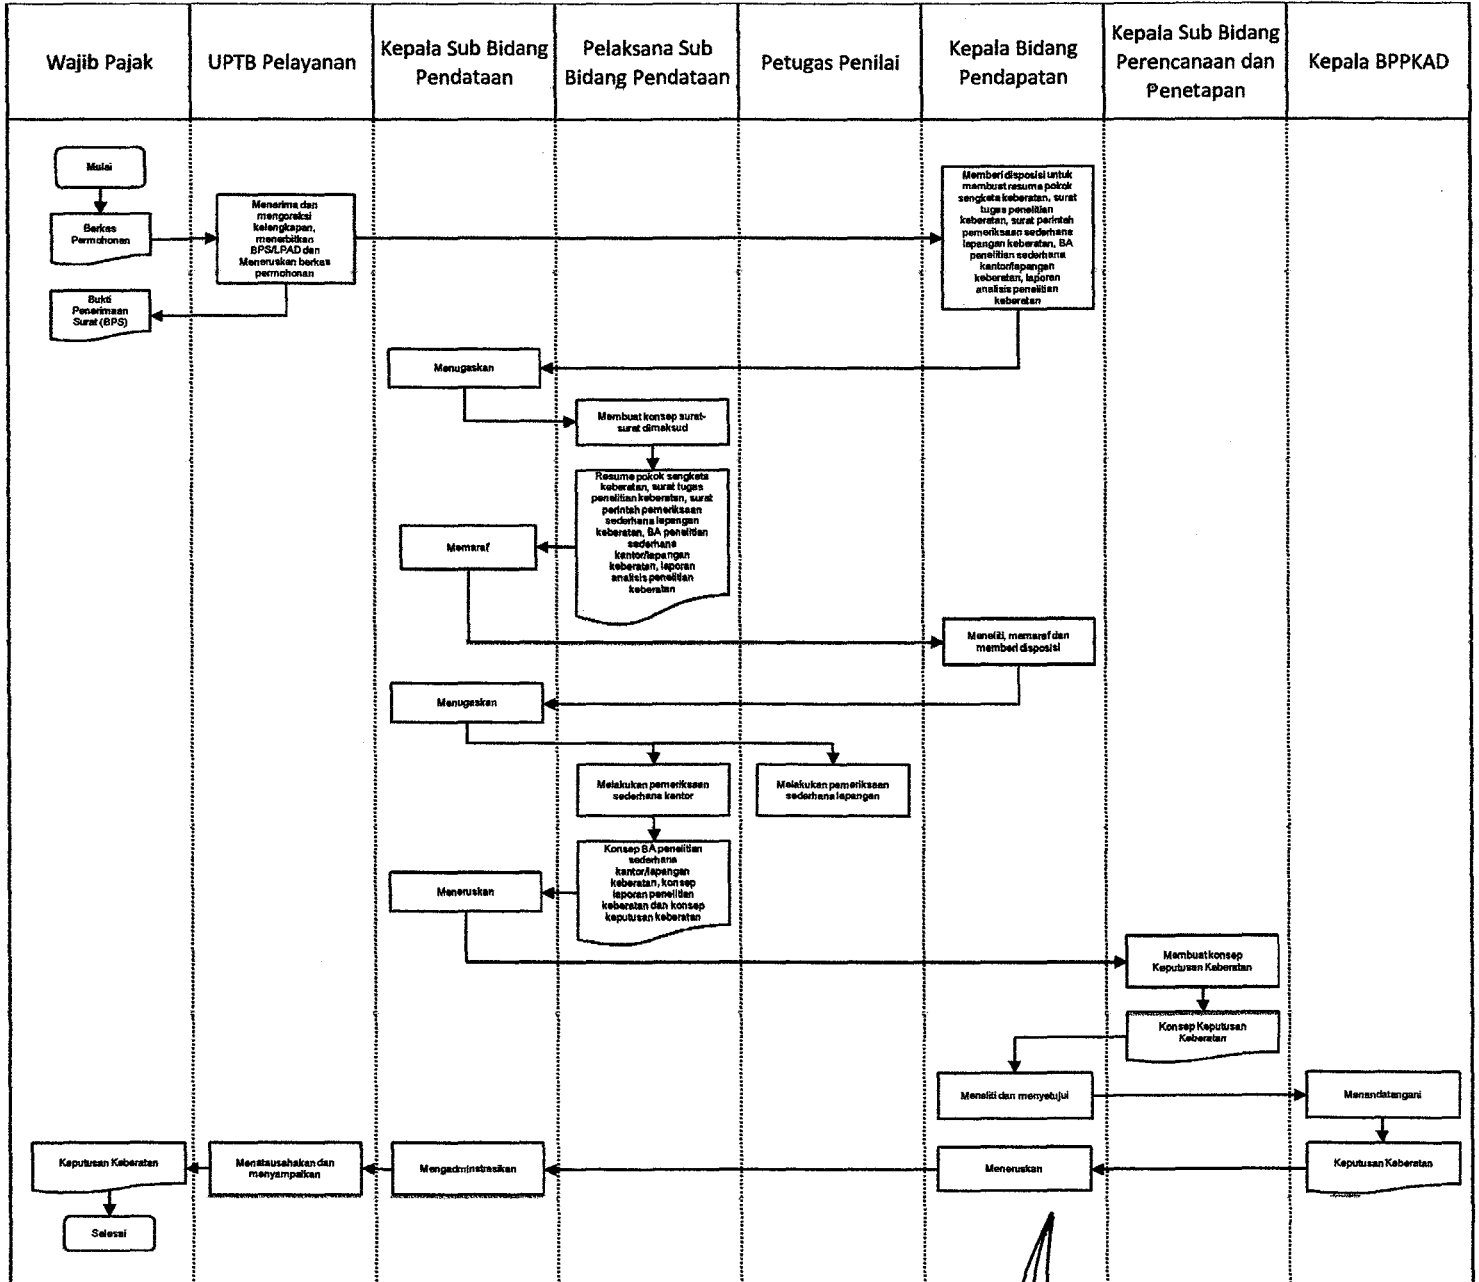 Wajib Pajak
UPTB Pelayanan
Kepala Sub Bidang
Pendataan
Pelaksana Sub
Bidang Pendataan
Petugas Penilai
Kepala Bidang
Pendapatan
Kepala Sub Bidang
Perencanaan dan
Penetapan
Kepala BPPKAD
Mulai
Berkas
Permohonan
Menerima dan
mengoreksi
kelengkapan,
menerbitkan
BPS/LPAD dan
Meneruskan berkas
permohonan
Memberi disposisi untuk
membuat resume pokok
sengketa keberatan, surat
tugas penelitian
keberatan, surat perintah
pemeriksaan sederhana
lapangan keberatan, BA
penelitian sederhana
kantor/lapangan
keberatan, laporan
analisis penelitian
keberatan
Bukti
Penerimaan
Surat (BPS)
Menugaskan
Membuat konsep surat-
surat dimaksud
Resume pokok sengketa
keberatan, surat tugas
penelitian keberatan, surat
perintah pemeriksaan
sederhana lapangan
keberatan, BA penelitian
sederhana
kantor/lapangan
keberatan, laporan
analisis penelitian
keberatan
Memaraf
Meneliti, memaraf dan
memberi disposisi
Menugaskan
Melakukan pemeriksaan
sederhana kantor
Melakukan pemeriksaan
sederhana lapangan
Konsep BA penelitian
sederhana
kantor/lapangan
keberatan, konsep
laporan penelitian
keberatan dan konsep
keputusan keberatan
Meneruskan
Membuat konsep
Keputusan Keberatan
Konsep Keputusan
Keberatan
Meneliti dan menyetujui
Menandatangani
Keputusan Keberatan
Meneruskan
Mengadminstrasikan
Menatausahakan dan
menyampaikan
Keputusan Keberatan
Selesai